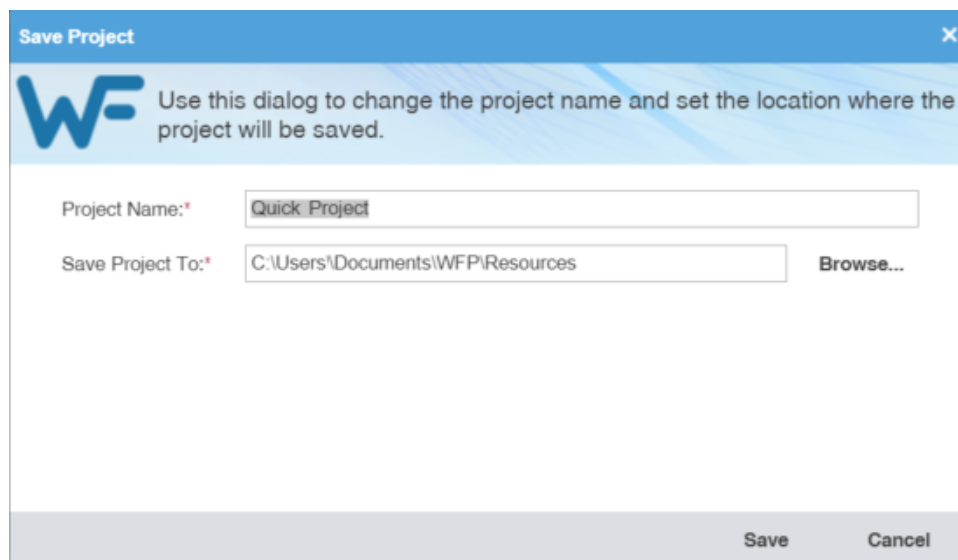 Save Project
WF
Use this dialog to change the project name and set the location where the
project will be saved.
Project Name:* Quick Project
Save Project To:* C:\Users'\Documents\WFP\Resources Browse...
Save Cancel